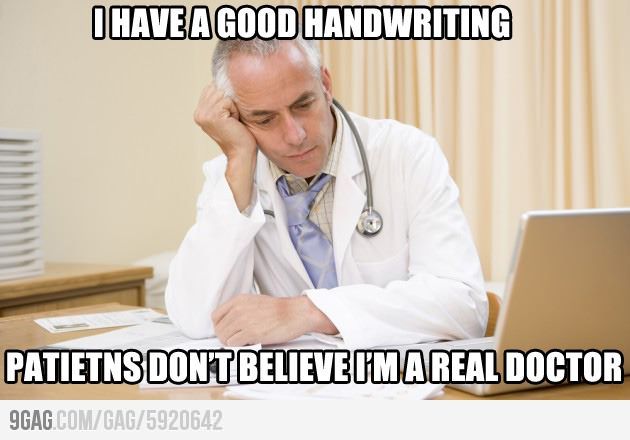 I HAVE A GOOD HANDWRITING
PATIETNS DON'T BELIEVE I'M A REAL DOCTOR
9GAG.COM/GAG/5920642